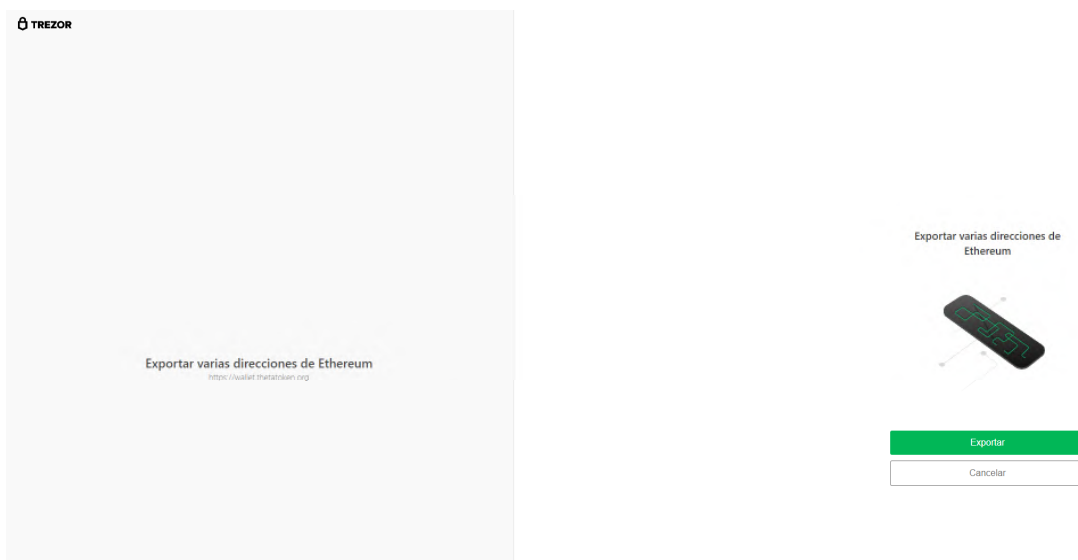 TREZOR
Exportar varias direcciones de Ethereum
https://wallet.thetatoken.org
Exportar varias direcciones de
Ethereum
Exportar
Cancelar